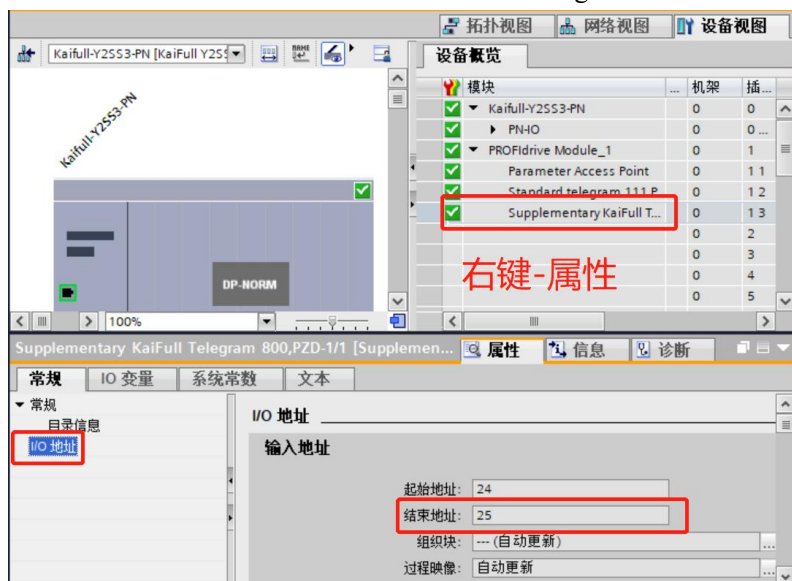 拓扑视图 网络视图 设备视图
Kaifull-Y2SS3-PN [KaiFull Y2SS
设备概览
Kaifull-Y2SS3-PN
模块 ... 机架 插...
Kaifull-Y2SS3-PN 0 0
PN-IO 0 0 ...
PROFIdrive Module_1 0 1
Parameter Access Point 0 1 1
Standard telegram 111,P... 0 1 2
Supplementary KaiFull T... 0 1 3
0 2
0 3
0 4
0 5
DP-NORM
右键-属性
100%
Supplementary KaiFull Telegram 800,PZD-1/1 [Supplemen... 属性 信息 诊断
常规 IO 变量 系统常数 文本
常规
目录信息
I/O 地址
I/O 地址
输入地址
起始地址: 24
结束地址: 25
组织块: --- (自动更新)
过程映像: 自动更新